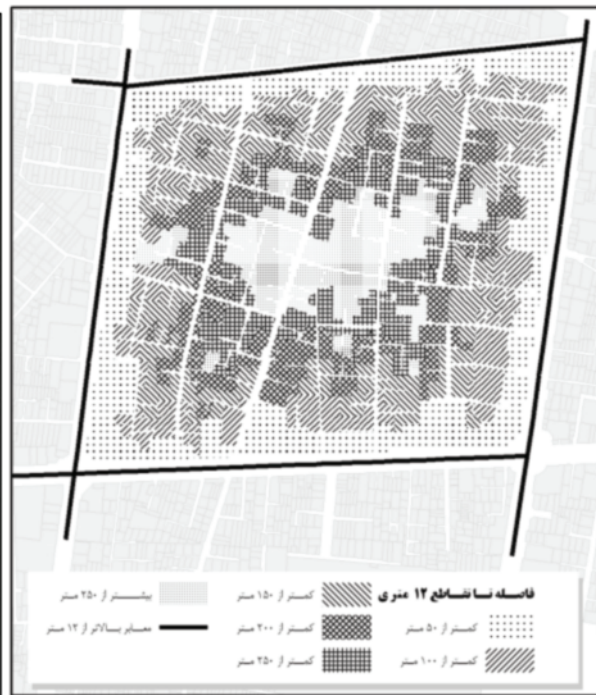 فاصله تا تقاطع ۱۲ متری
کمتر از ۵۰ متر
کمتر از ۱۰۰ متر
کمتر از ۱۵۰ متر
کمتر از ۲۰۰ متر
کمتر از ۲۵۰ متر
بیشتر از ۲۵۰ متر
معابر بالاتر از ۱۲ متر